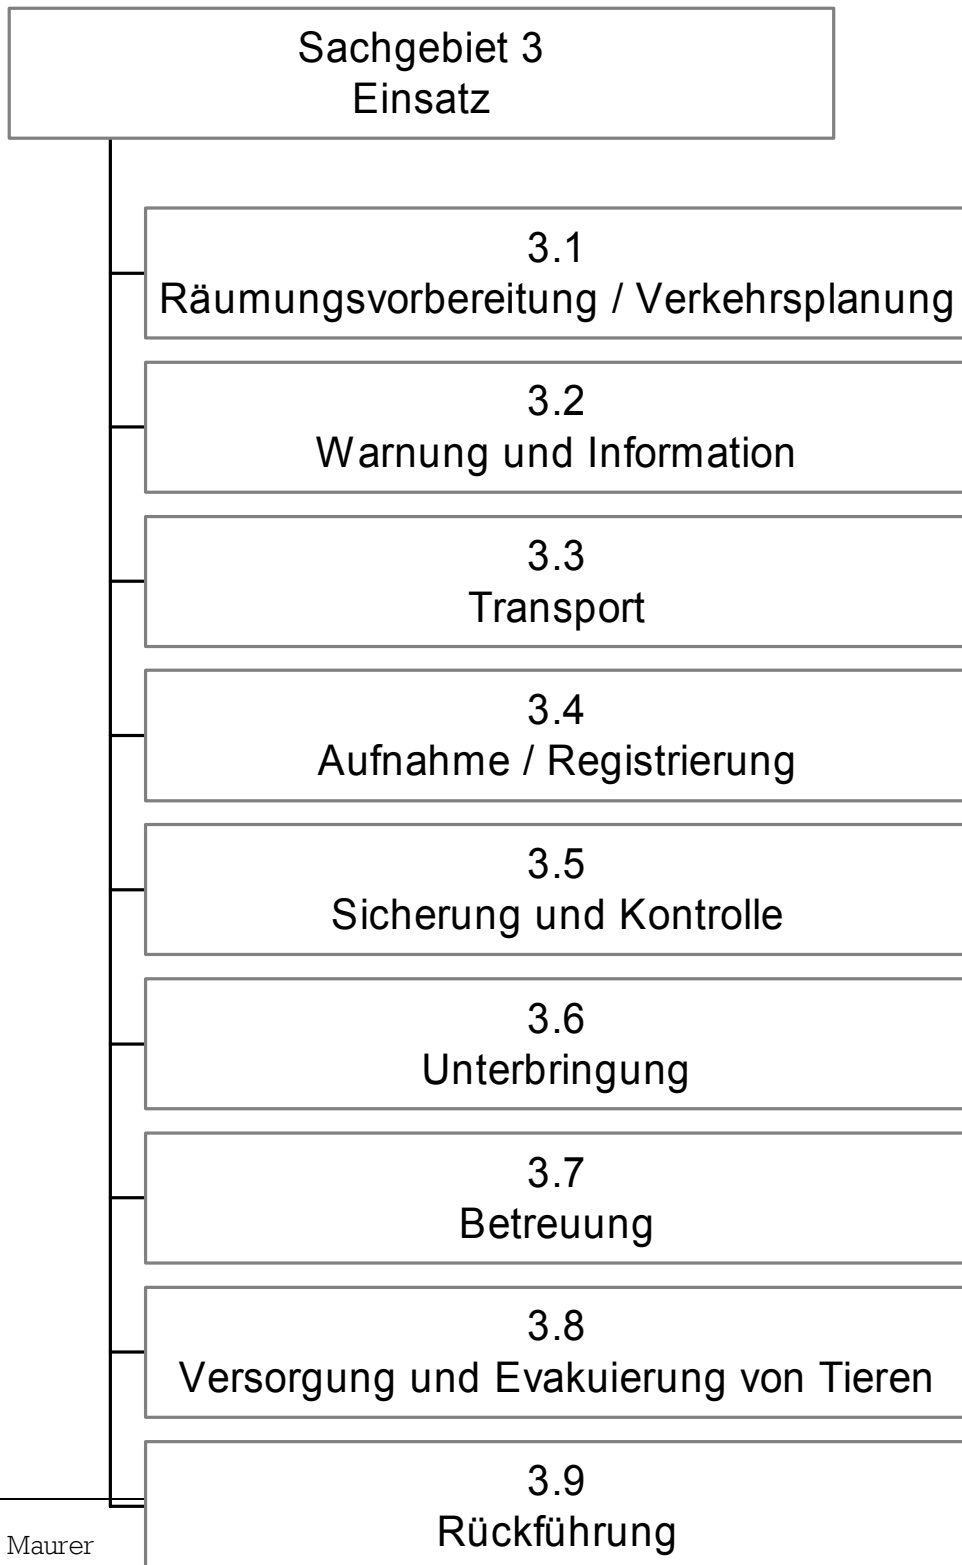 Sachgebiet 3
Einsatz
3.1
Räumungsvorbereitung / Verkehrsplanung
3.2
Warnung und Information
3.3
Transport
3.4
Aufnahme / Registrierung
3.5
Sicherung und Kontrolle
3.6
Unterbringung
3.7
Betreuung
3.8
Versorgung und Evakuierung von Tieren
3.9
Rückführung
Maurer